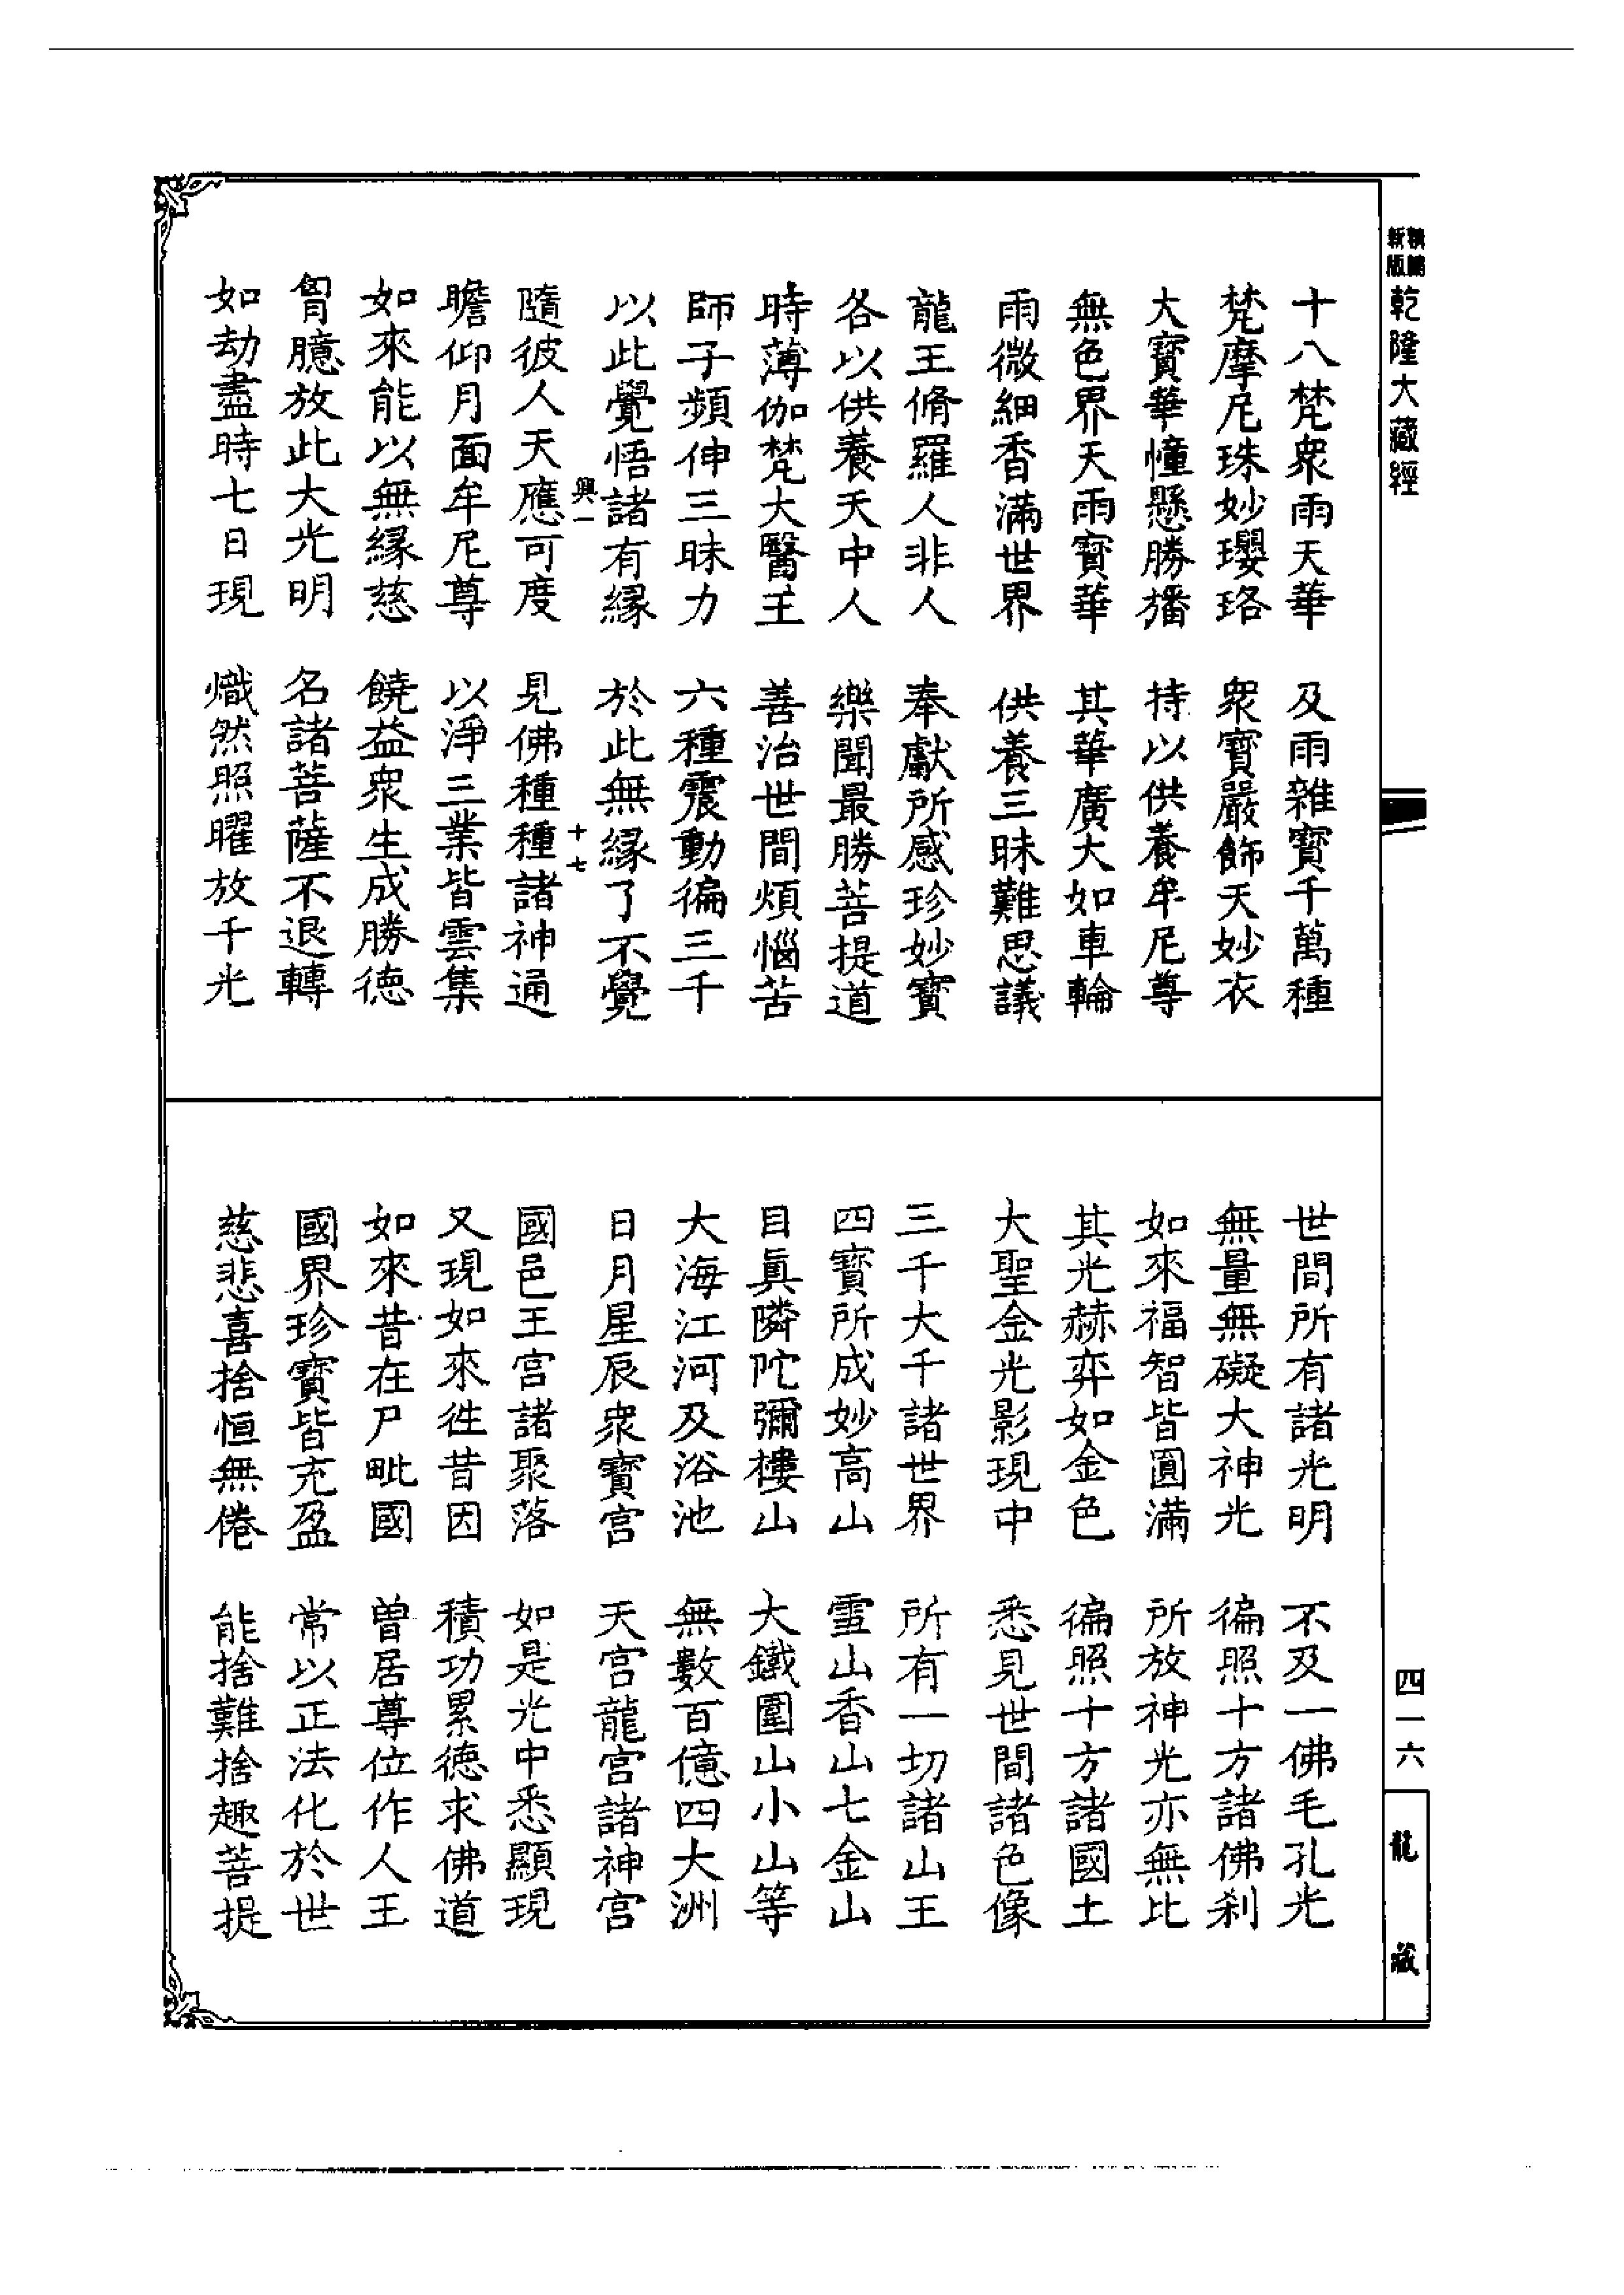 新版
乾隆大藏經
十八梵衆雨天華　及雨雜寶千萬種
梵摩尼珠妙瓔珞　衆寶嚴飾天妙衣
大寶華幢懸勝旛　持以供養牟尼尊
無色界天雨寶華　其華廣大如車輪
雨微細香滿世界　供養三昧難思議
龍王脩羅人非人　奉獻所感珍妙寶
各以供養天中人　樂聞最勝菩提道
時薄伽梵大醫王　善治世間煩惱苦
師子頻伸三昧力　六種震動徧三千
以此覺悟諸有緣　於此無緣了不覺
興一　十七
隨彼人天應可度　見佛種種諸神通
瞻仰月面牟尼尊　以淨三業皆雲集
如來能以無緣慈　饒益衆生成勝德
胷臆放此大光明　名諸菩薩不退轉
如劫盡時七日現　熾然照曜放千光
世間所有諸光明　不及一佛毛孔光
無量無礙大神光　徧照十方諸佛刹
如來福智皆圓滿　所放神光亦無比
其光赫弈如金色　徧照十方諸國土
大聖金光影現中　悉見世間諸色像
三千大千諸世界　所有一切諸山王
四寶所成妙高山　雪山香山七金山
目眞隣陀彌樓山　大鐵圍山小山等
大海江河及浴池　無數百億四大洲
日月星辰衆寶宮　天宮龍宮諸神宮
國邑王宮諸聚落　如是光中悉顯現
又現如來徃昔因　積功累德求佛道
如來昔在尸毗國　曾居尊位作人王
國界珍寶皆充盈　常以正法化於世
慈悲喜捨恒無倦　能捨難捨趣菩提
四一六
龍藏